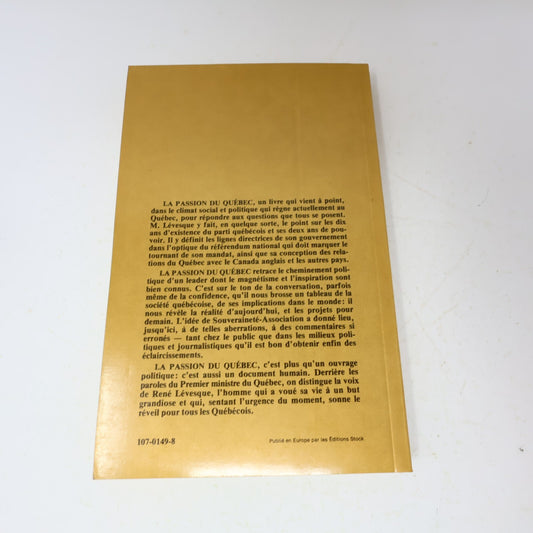 LA PASSION DU QUÉBEC, un livre qui vient à point,
dans le climat social et politique qui règne actuellement au
Québec, pour répondre aux questions que tous se posent.
M. Lévesque y fait, en quelque sorte, le point sur les dix
ans d'existence du parti québécois et ses deux ans de pou-
voir. Il y définit les lignes directrices de son gouvernement
dans l'optique du référendum national qui doit marquer le
tournant de son mandat, ainsi que sa conception des rela-
tions du Québec avec le Canada anglais et les autres pays.
LA PASSION DU QUÉBEC retrace le cheminement poli-
tique d'un leader dont le magnétisme et l'inspiration sont
bien connus. C'est sur le ton de la conversation, parfois
même de la confidence, qu'il nous brosse un tableau de la
société québécoise, de ses implications dans le monde: il
nous révèle la réalité d'aujourd'hui, et les projets pour
demain. L'idée de Souveraineté-Association a donné lieu,
jusqu'ici, à de telles aberrations, à des commentaires si
erronés — tant chez le public que dans les milieux poli-
tiques et journalistiques qu'il est bon d'obtenir enfin des
éclaircissements.
LA PASSION DU QUÉBEC, c'est plus qu'un ouvrage
politique: c'est aussi un document humain. Derrière les
paroles du Premier ministre du Québec, on distingue la voix
de René Lévesque, l'homme qui a voué sa vie à un but
grandiose et qui, sentant l'urgence du moment, sonne le
réveil pour tous les Québécois.
107-0149-8
Publié en Europe par les Éditions Stock